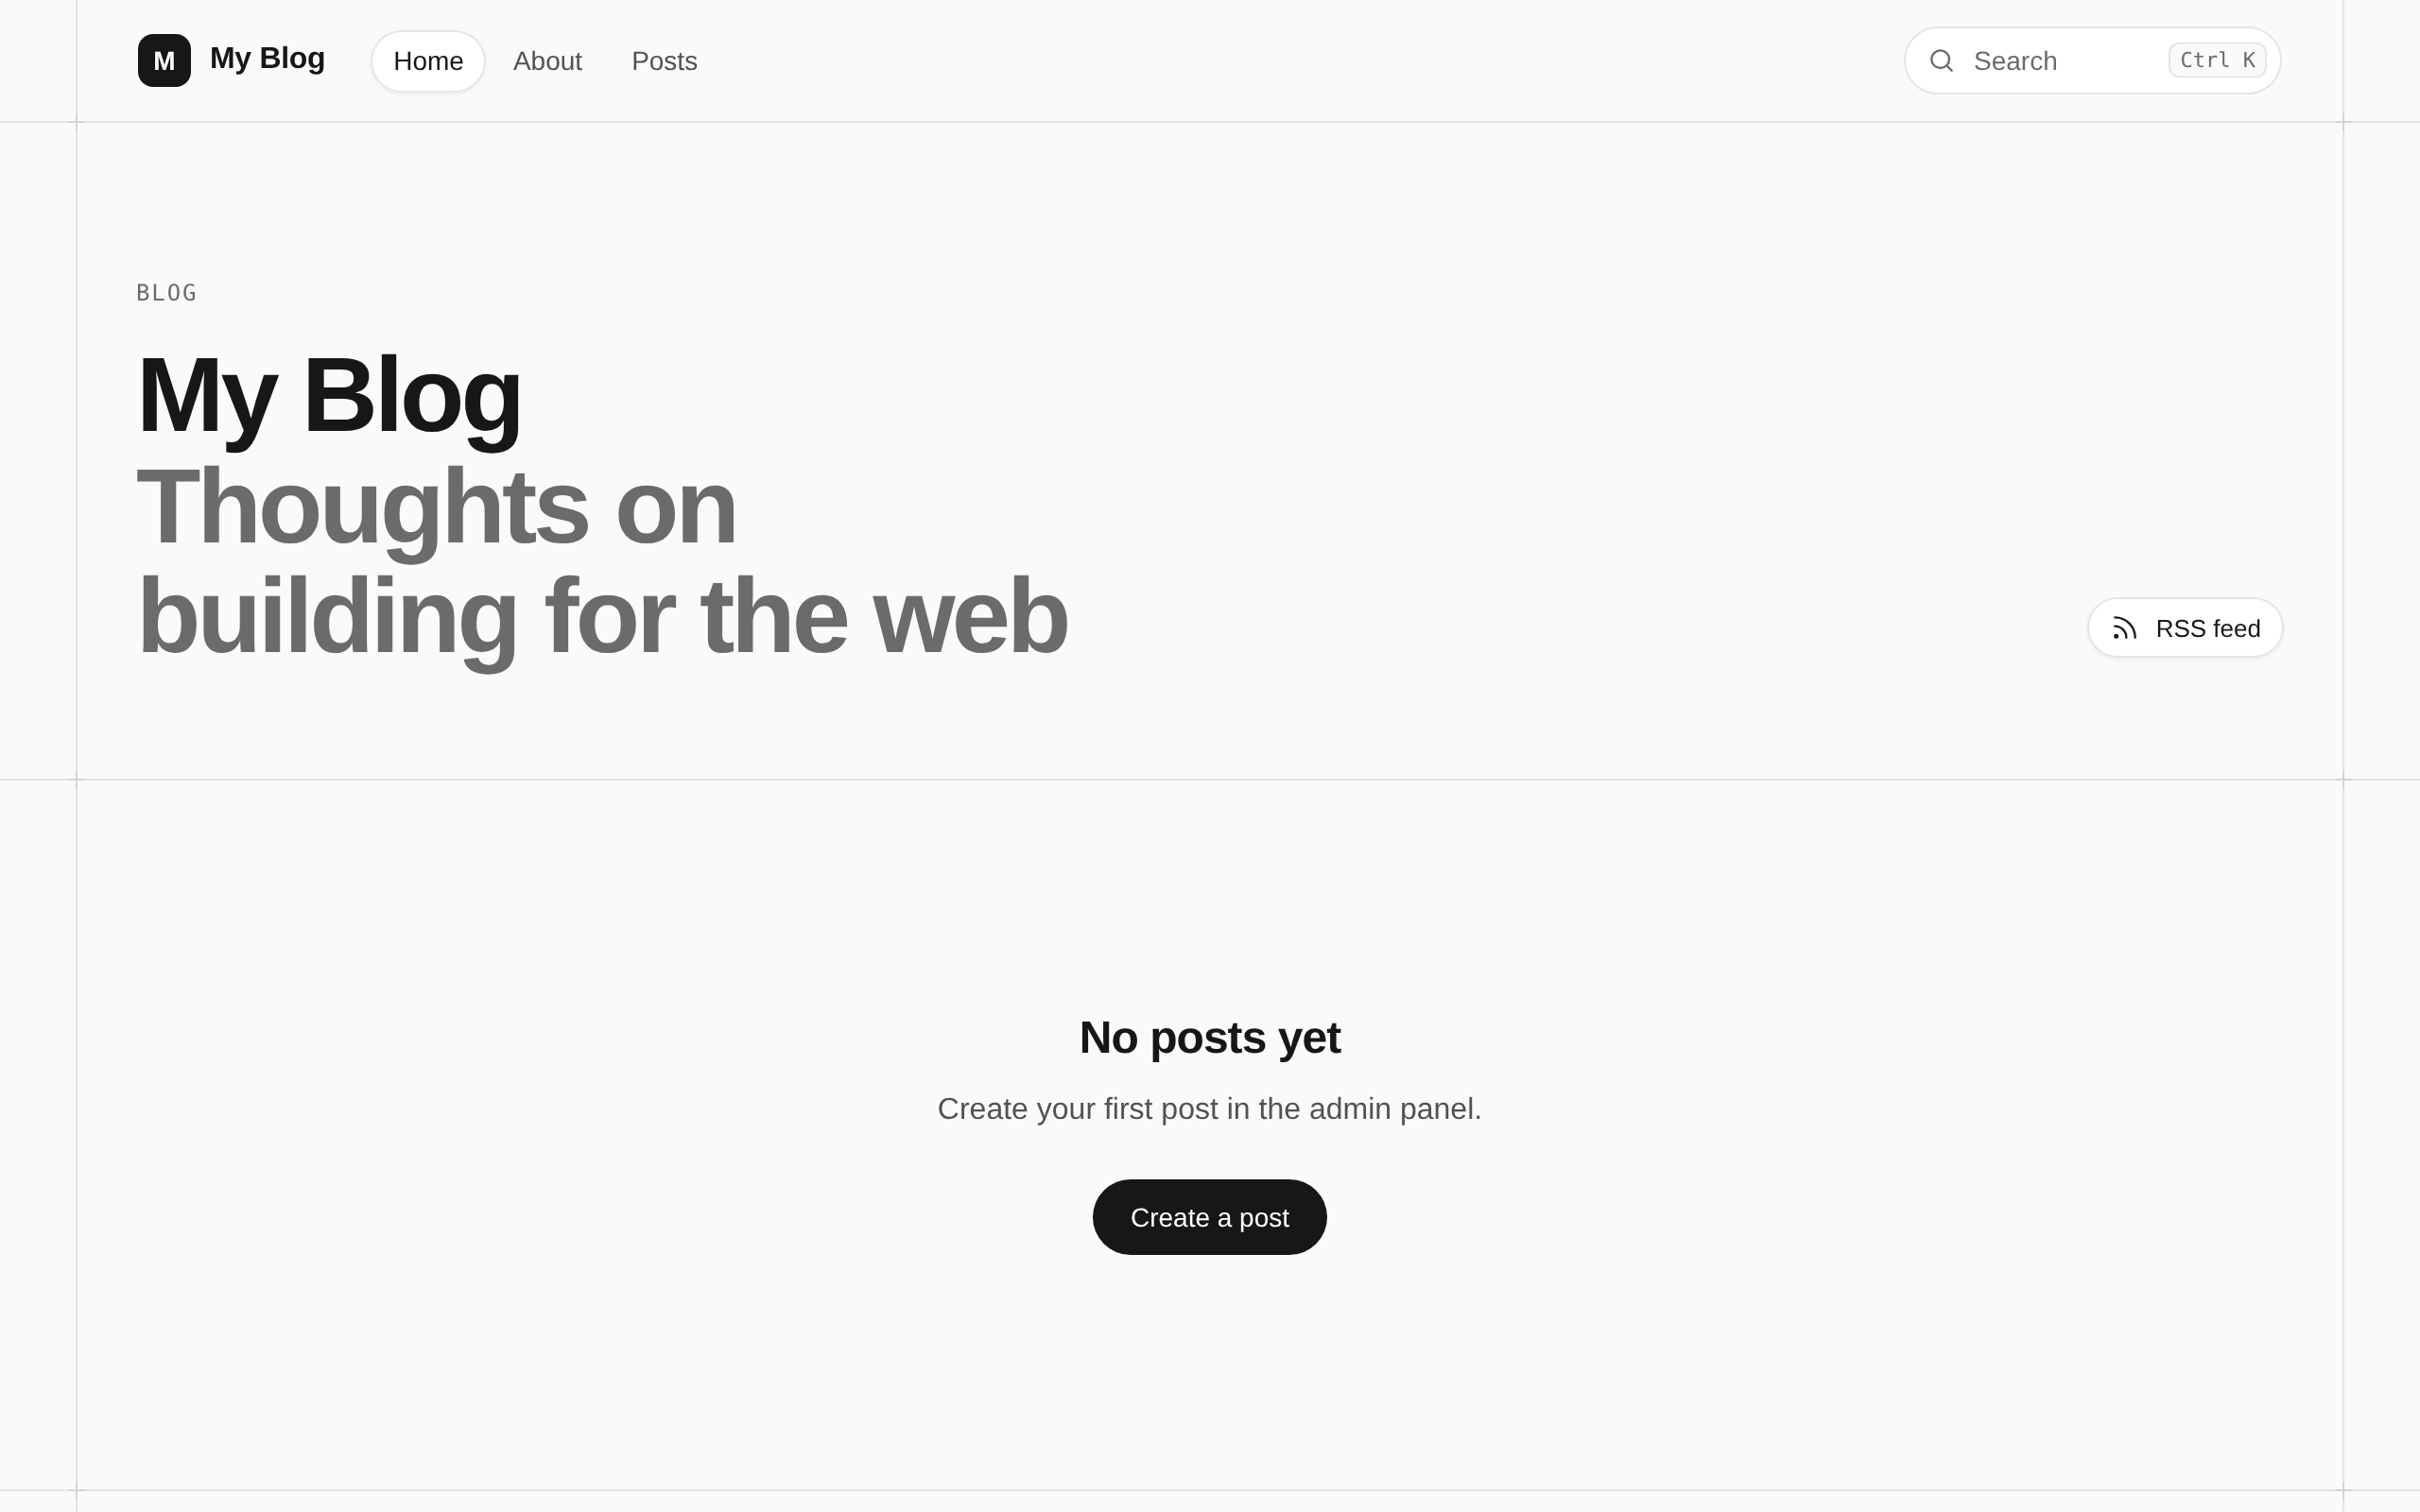 M
My Blog
Home
About
Posts
Search
Ctrl K
BLOG
My Blog
Thoughts on
building for the web
RSS feed
No posts yet
Create your first post in the admin panel.
Create a post